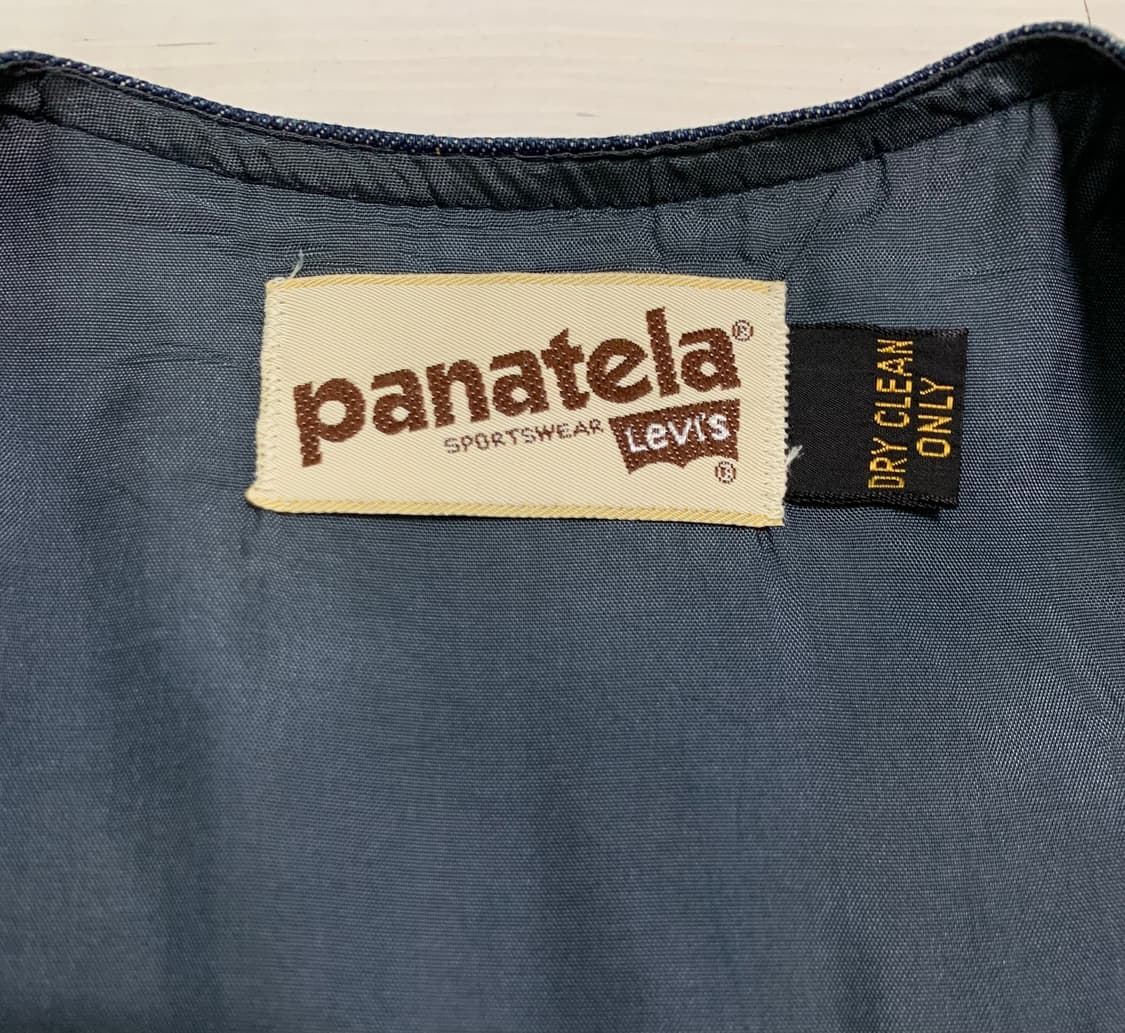 panatela®
SPORTSWEAR Levi's
®
DRY CLEAN
ONLY